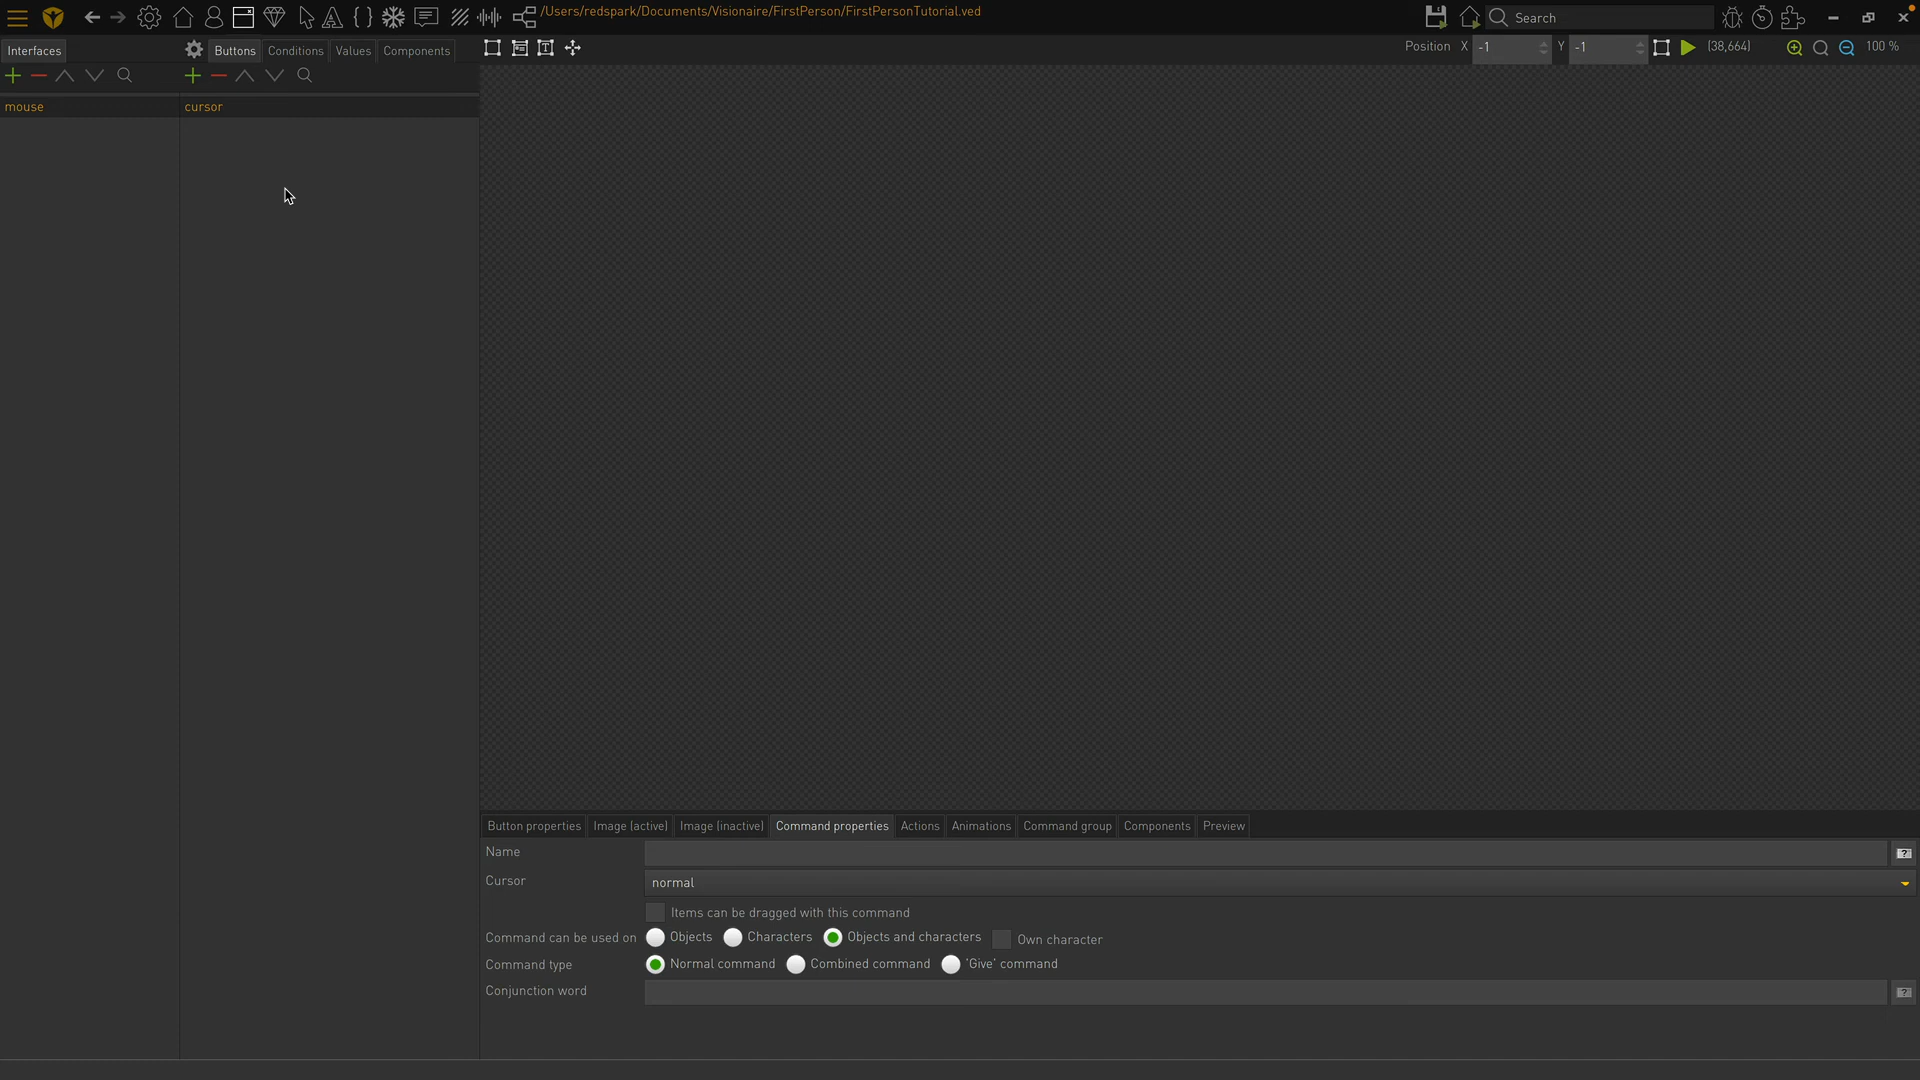 /Users/redspark/Documents/Visionaire/FirstPerson/FirstPersonTutorial.ved
Search
Interfaces
Buttons
Conditions
Values
Components
Position X -1 Y -1
(38,664)
100 %
mouse
cursor
Button properties
Image (active)
Image (inactive)
Command properties
Actions
Animations
Command group
Components
Preview
Name
Cursor
normal
Items can be dragged with this command
Command can be used on Objects Characters Objects and characters Own character
Command type Normal command Combined command 'Give' command
Conjunction word